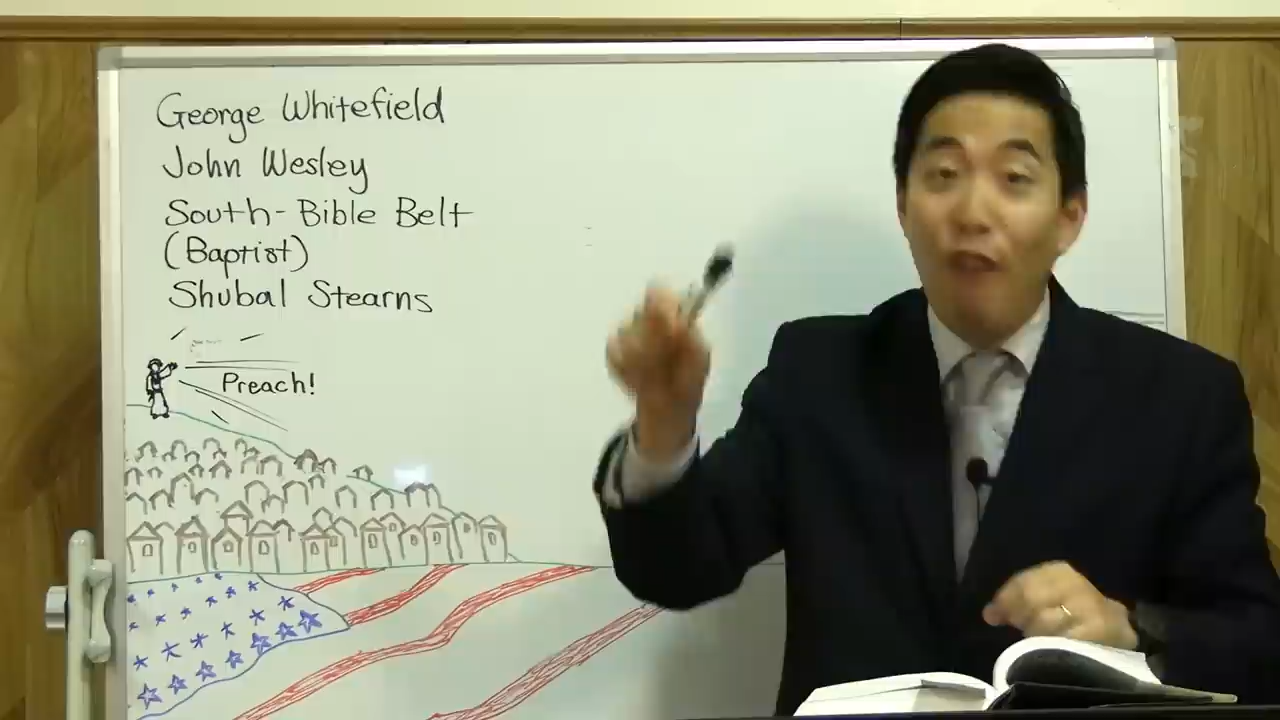 George Whitefield
John Wesley
South-Bible Belt
(Baptist)
Shubal Stearns
Preach!